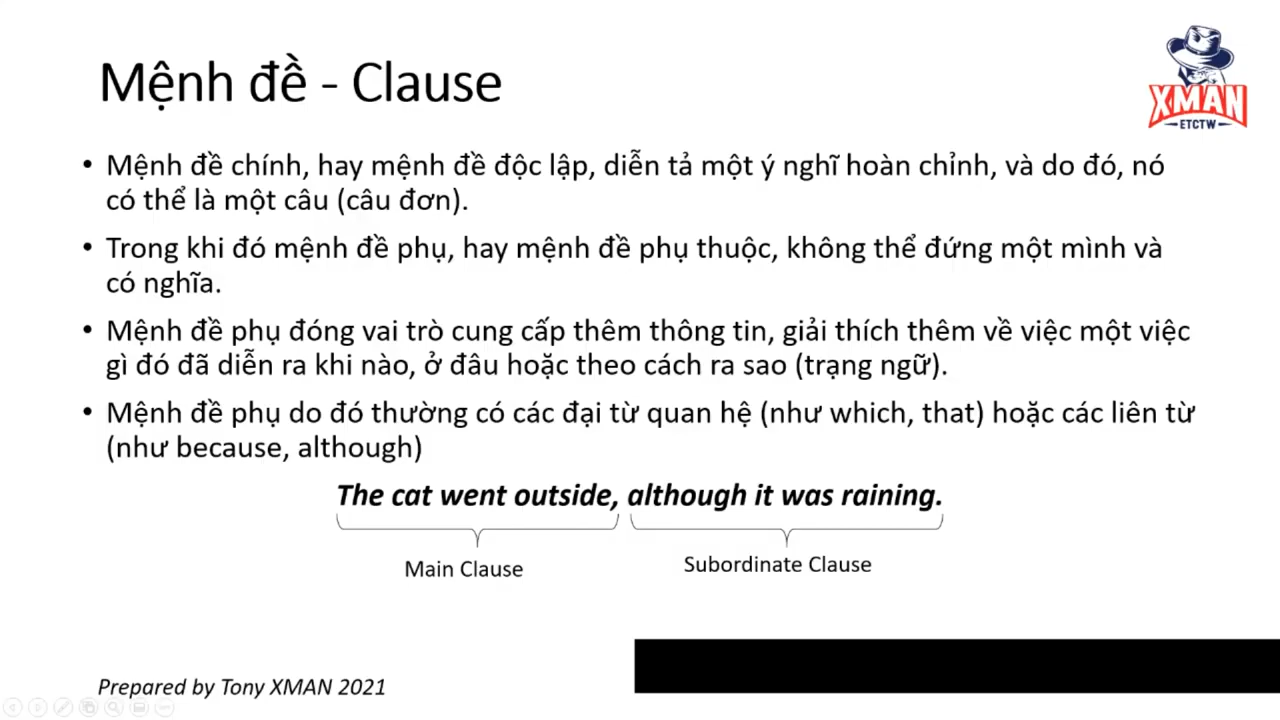 Mệnh đề - Clause
XMAN
ETCTW
• Mệnh đề chính, hay mệnh đề độc lập, diễn tả một ý nghĩ hoàn chỉnh, và do đó, nó
có thể là một câu (câu đơn).
• Trong khi đó mệnh đề phụ, hay mệnh đề phụ thuộc, không thể đứng một mình và
có nghĩa.
• Mệnh đề phụ đóng vai trò cung cấp thêm thông tin, giải thích thêm về việc một việc
gì đó đã diễn ra khi nào, ở đâu hoặc theo cách ra sao (trạng ngữ).
• Mệnh đề phụ do đó thường có các đại từ quan hệ (như which, that) hoặc các liên từ
(như because, although)
The cat went outside, although it was raining.
Main Clause
Subordinate Clause
Prepared by Tony XMAN 2021